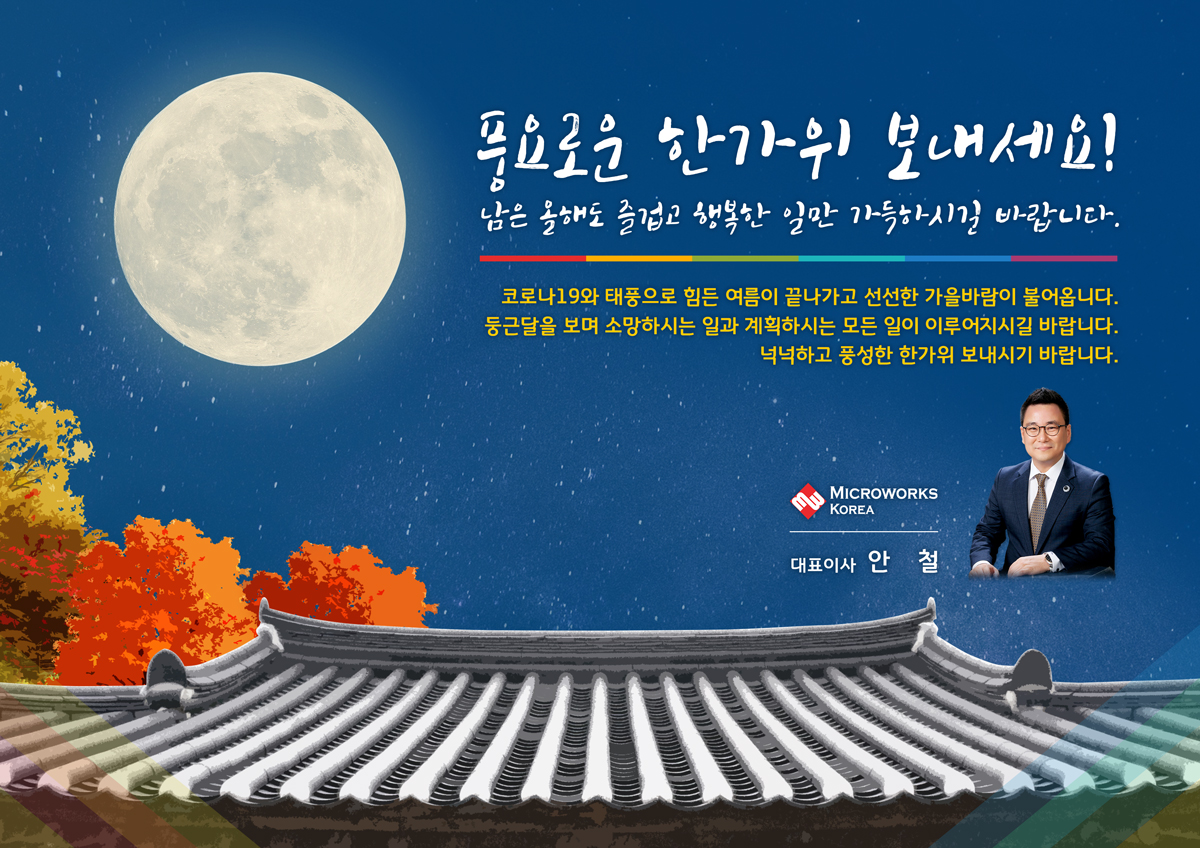 풍요로운 한가위 보내세요!
남은 올해도 즐겁고 행복한 일만 가득하시길 바랍니다.
코로나19와 태풍으로 힘든 여름이 끝나가고 선선한 가을바람이 불어옵니다.
둥근달을 보며 소망하시는 일과 계획하시는 모든 일이 이루어지시길 바랍니다.
넉넉하고 풍성한 한가위 보내시기 바랍니다.
MICROWORKS
KOREA
대표이사 안 철